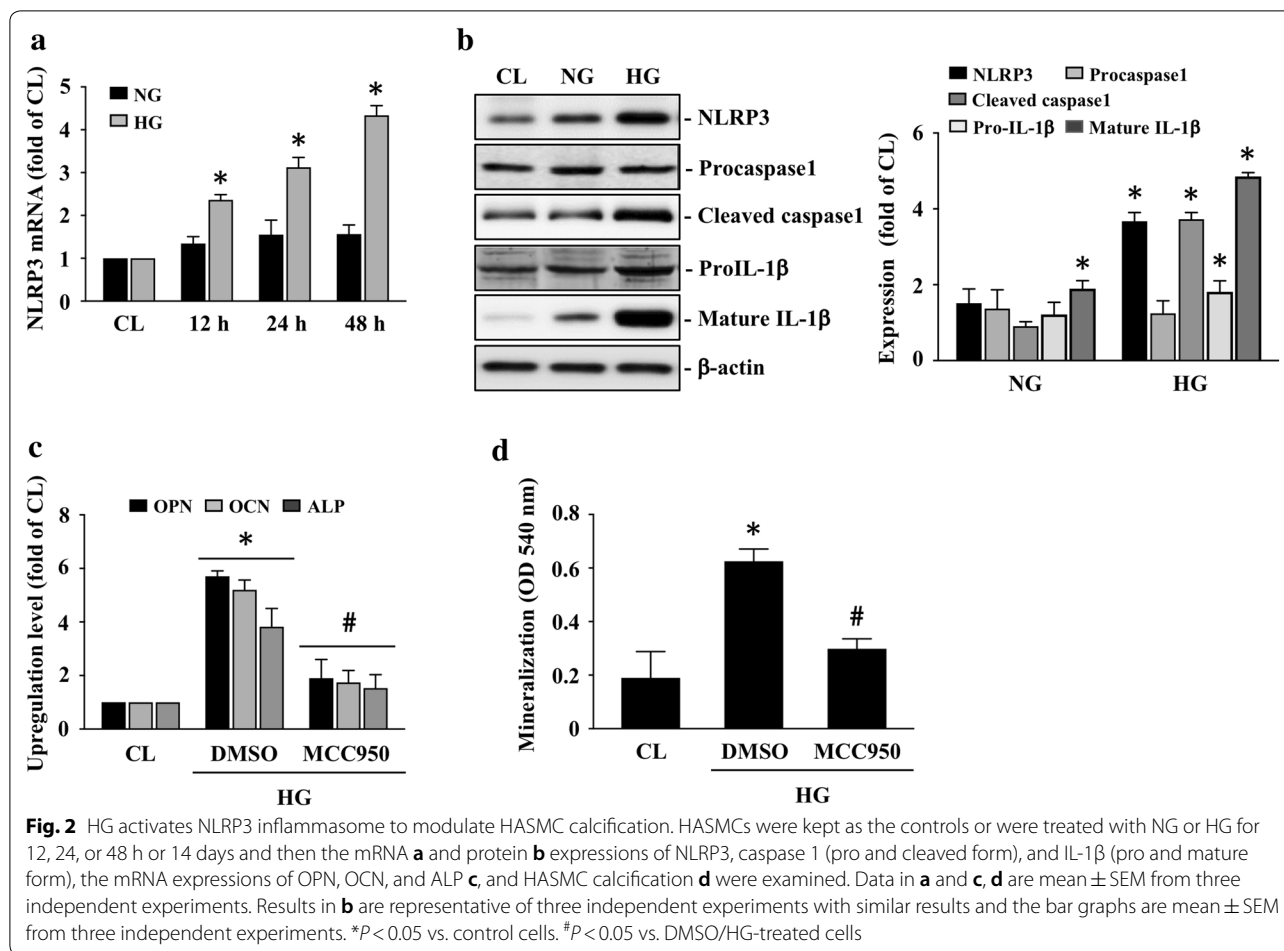 a
NLRP3 mRNA (fold of CL)
5
4
3
2
1
0
NG
HG
*
*
*
CL 12 h 24 h 48 h
b
CL NG HG
- NLRP3
- Procaspase1
- Cleaved caspase1
- ProIL-1β
- Mature IL-1β
- β-actin
NLRP3 Procaspase1
Cleaved caspase1
Pro-IL-1β Mature IL-1β
Expression (fold of CL)
6
4
2
0
*
*
*
*
*
NG HG
c
Upregulation level (fold of CL)
8
6
4
2
0
OPN OCN ALP
*
#
CL DMSO MCC950
HG
d
Mineralization (OD 540 nm)
0.8
0.6
0.4
0.2
0
*
#
CL DMSO MCC950
HG
Fig. 2 HG activates NLRP3 inflammasome to modulate HASMC calcification. HASMCs were kept as the controls or were treated with NG or HG for
12, 24, or 48 h or 14 days and then the mRNA a and protein b expressions of NLRP3, caspase 1 (pro and cleaved form), and IL-1β (pro and mature
form), the mRNA expressions of OPN, OCN, and ALP c, and HASMC calcification d were examined. Data in a and c, d are mean ± SEM from three
independent experiments. Results in b are representative of three independent experiments with similar results and the bar graphs are mean ± SEM
from three independent experiments. *P < 0.05 vs. control cells. #P < 0.05 vs. DMSO/HG-treated cells